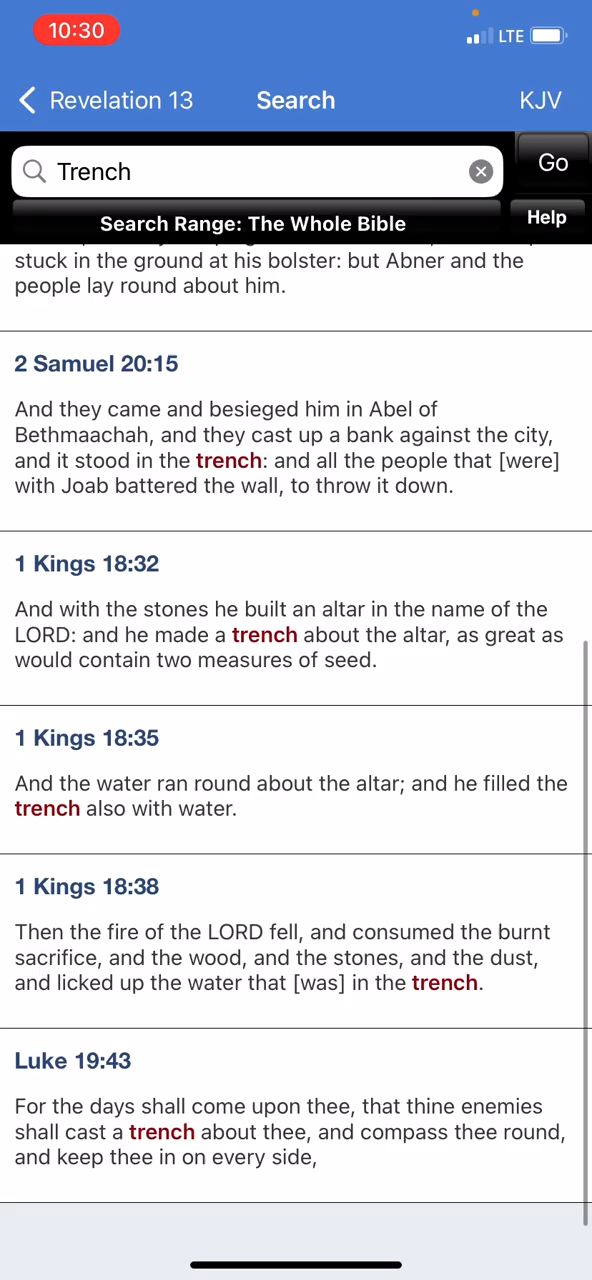 10:30
LTE
Revelation 13
Search
KJV
Trench
Go
Search Range: The Whole Bible
Help
stuck in the ground at his bolster: but Abner and the
people lay round about him.
2 Samuel 20:15
And they came and besieged him in Abel of
Bethmaachah, and they cast up a bank against the city,
and it stood in the trench: and all the people that [were]
with Joab battered the wall, to throw it down.
1 Kings 18:32
And with the stones he built an altar in the name of the
LORD: and he made a trench about the altar, as great as
would contain two measures of seed.
1 Kings 18:35
And the water ran round about the altar; and he filled the
trench also with water.
1 Kings 18:38
Then the fire of the LORD fell, and consumed the burnt
sacrifice, and the wood, and the stones, and the dust,
and licked up the water that [was] in the trench.
Luke 19:43
For the days shall come upon thee, that thine enemies
shall cast a trench about thee, and compass thee round,
and keep thee in on every side,